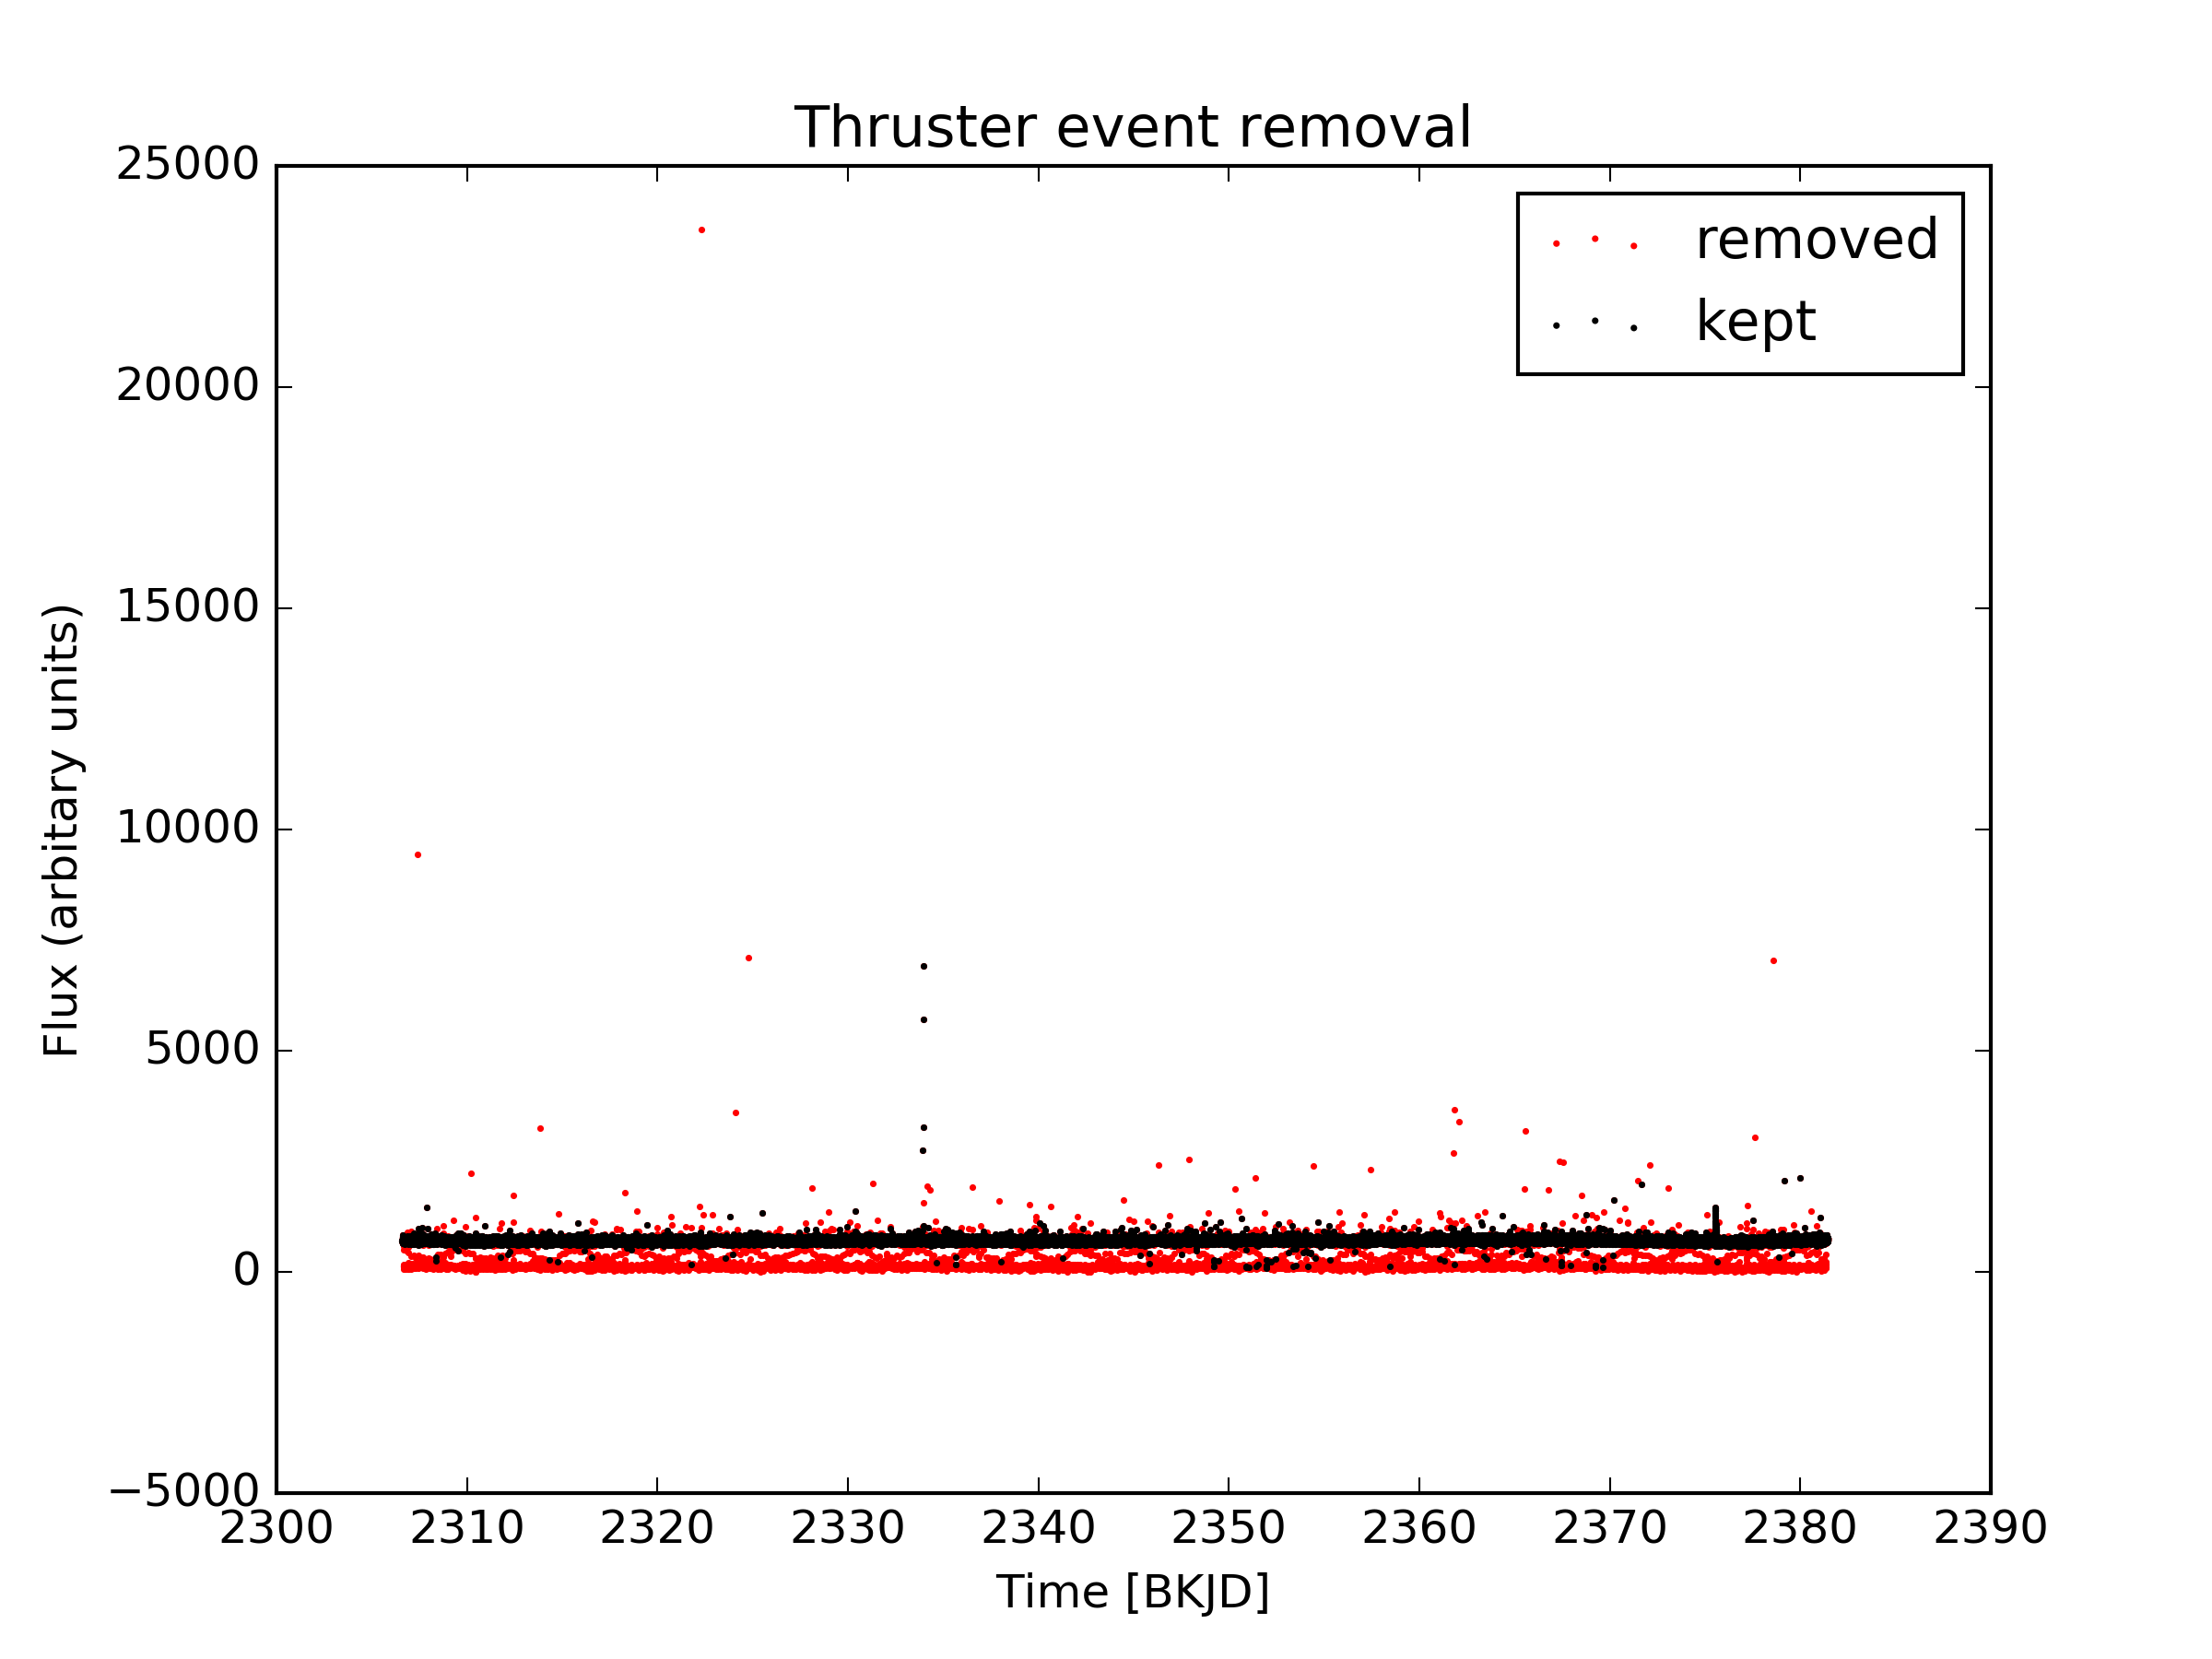 Thruster event removal
25000
20000
15000
10000
5000
0
−5000
Flux (arbitary units)
removed
kept
2300 2310 2320 2330 2340 2350 2360 2370 2380 2390
Time [BKJD]